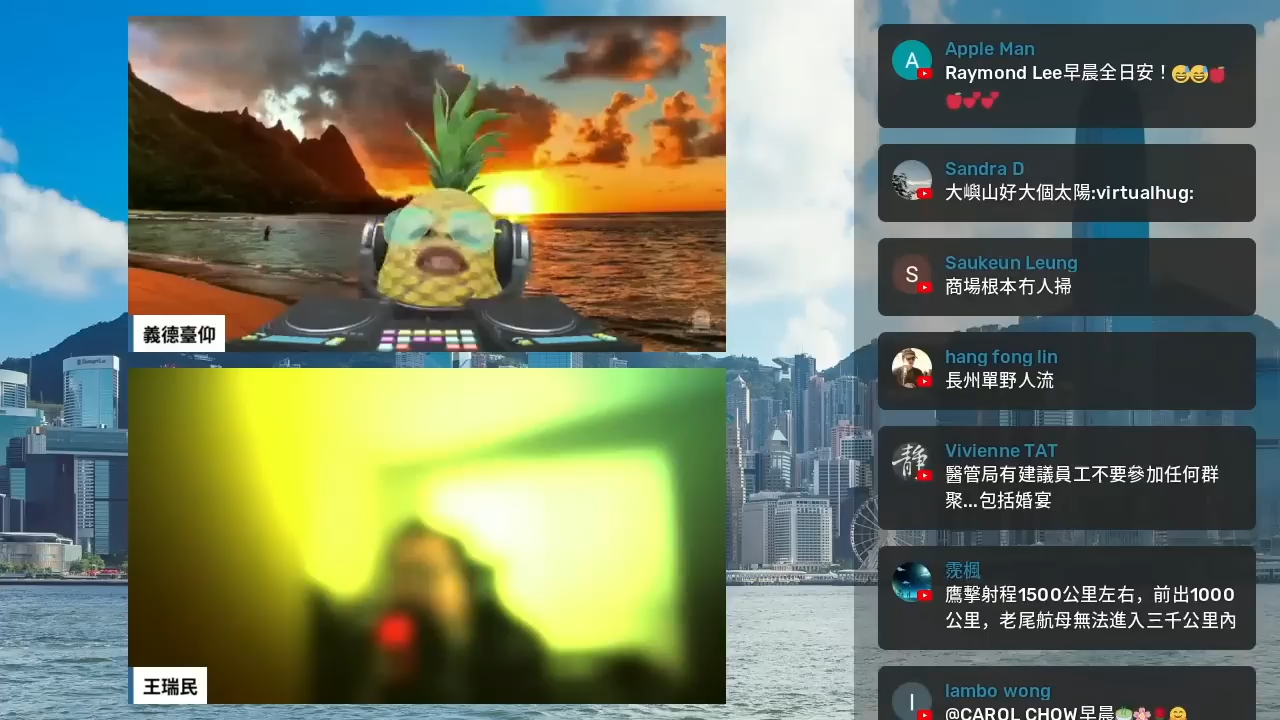 義德臺仰
王瑞民
A
Apple Man
Raymond Lee早晨全日安！😅😅🍎
🍎💕💕
Sandra D
大嶼山好大個太陽:virtualhug:
S
Saukeun Leung
商場根本冇人掃
hang fong lin
長州單野人流
靜
Vivienne TAT
醫管局有建議員工不要參加任何群
聚...包括婚宴
霓楓
鷹擊射程1500公里左右，前出1000
公里，老尾航母無法進入三千公里內
l
lambo wong
@CAROL CHOW早晨